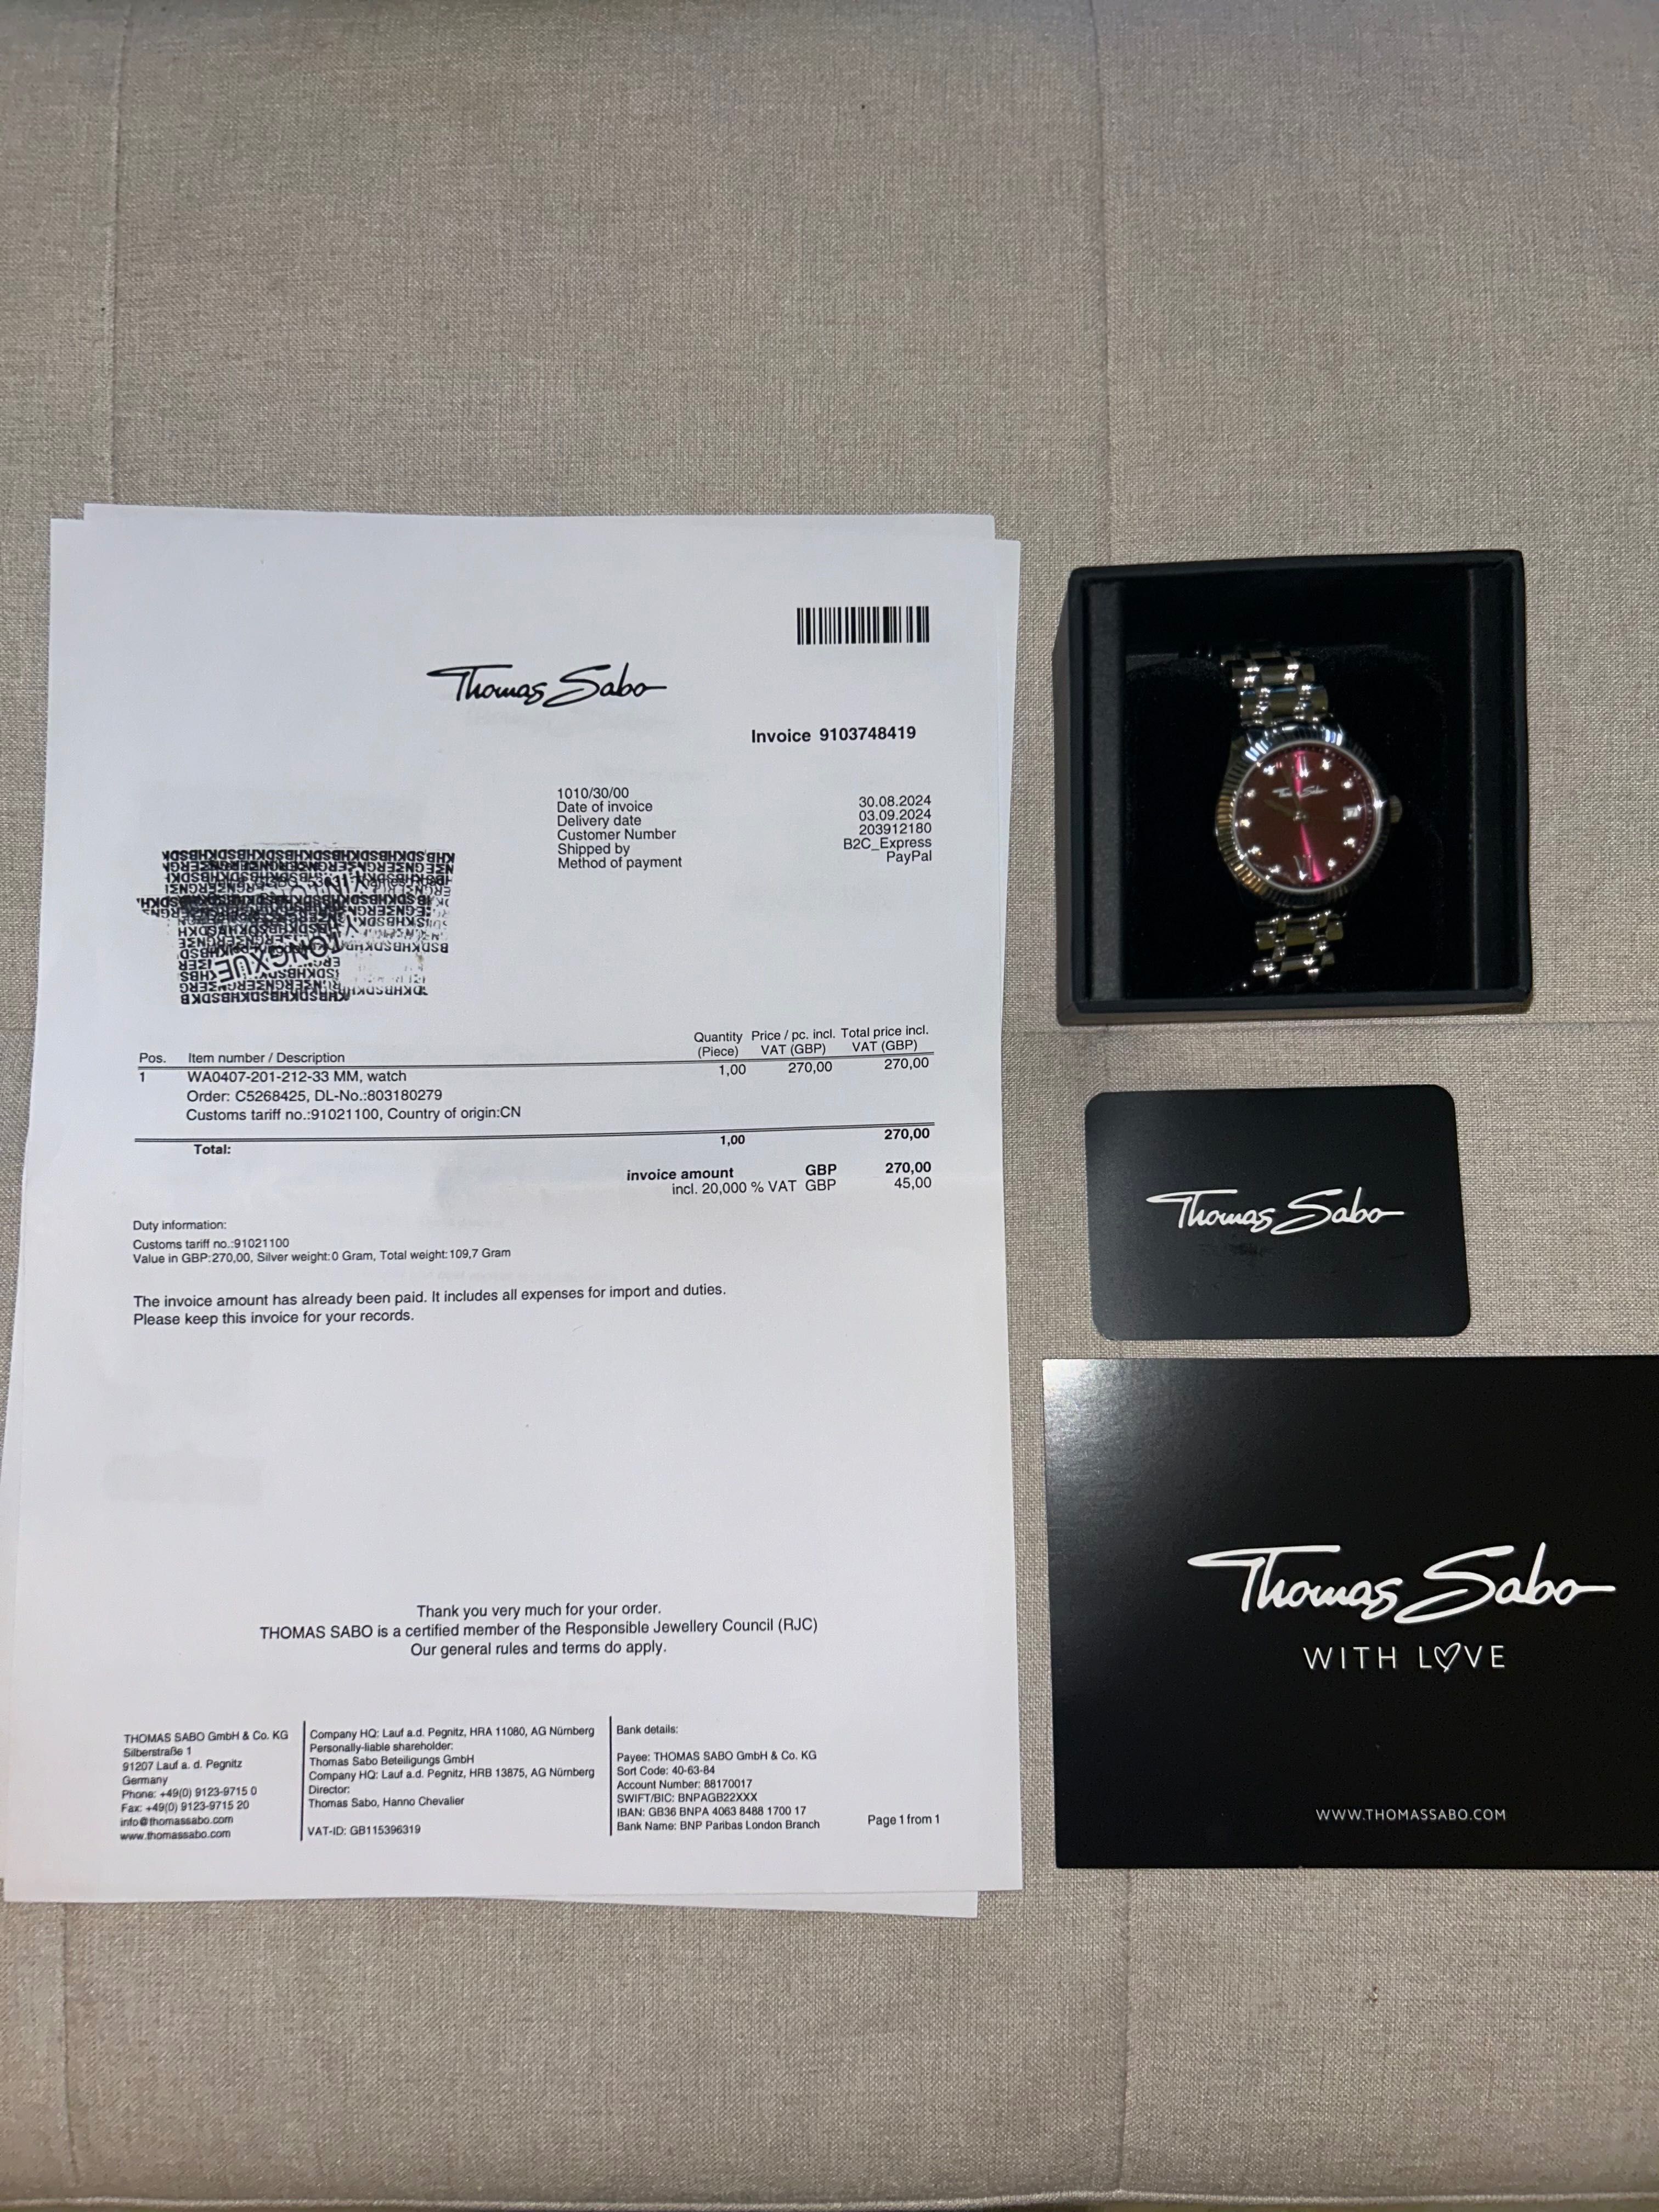 Thomas Sabo
Invoice 9103748419
1010/30/00
Date of invoice 30.08.2024
Delivery date 03.09.2024
Customer Number 203912180
Shipped by B2C_Express
Method of payment PayPal
Pos. Item number / Description Quantity (Piece) Price / pc. incl. VAT (GBP) Total price incl. VAT (GBP)
1 WA0407-201-212-33 MM, watch 1,00 270,00 270,00
Order: C5268425, DL-No.:803180279
Customs tariff no.:91021100, Country of origin:CN
Total: 1,00 270,00
invoice amount GBP 270,00
incl. 20,000 % VAT GBP 45,00
Duty information:
Customs tariff no.:91021100
Value in GBP:270,00, Silver weight:0 Gram, Total weight:109,7 Gram
The invoice amount has already been paid. It includes all expenses for import and duties.
Please keep this invoice for your records.
Thank you very much for your order.
THOMAS SABO is a certified member of the Responsible Jewellery Council (RJC)
Our general rules and terms do apply.
THOMAS SABO GmbH & Co. KG
Silberstraße 1
91207 Lauf a. d. Pegnitz
Germany
Phone: +49(0) 9123-9715 0
Fax: +49(0) 9123-9715 20
info@thomassabo.com
www.thomassabo.com
Company HQ: Lauf a.d. Pegnitz, HRA 11080, AG Nürnberg
Personally-liable shareholder:
Thomas Sabo Beteiligungs GmbH
Company HQ: Lauf a.d. Pegnitz, HRB 13875, AG Nürnberg
Director:
Thomas Sabo, Hanno Chevalier
VAT-ID: GB115396319
Bank details:
Payee: THOMAS SABO GmbH & Co. KG
Sort Code: 40-63-84
Account Number: 88170017
SWIFT/BIC: BNPAGB22XXX
IBAN: GB36 BNPA 4063 8488 1700 17
Bank Name: BNP Paribas London Branch
Page 1 from 1
Thomas Sabo
Thomas Sabo
Thomas Sabo
WITH LOVE
WWW.THOMASSABO.COM